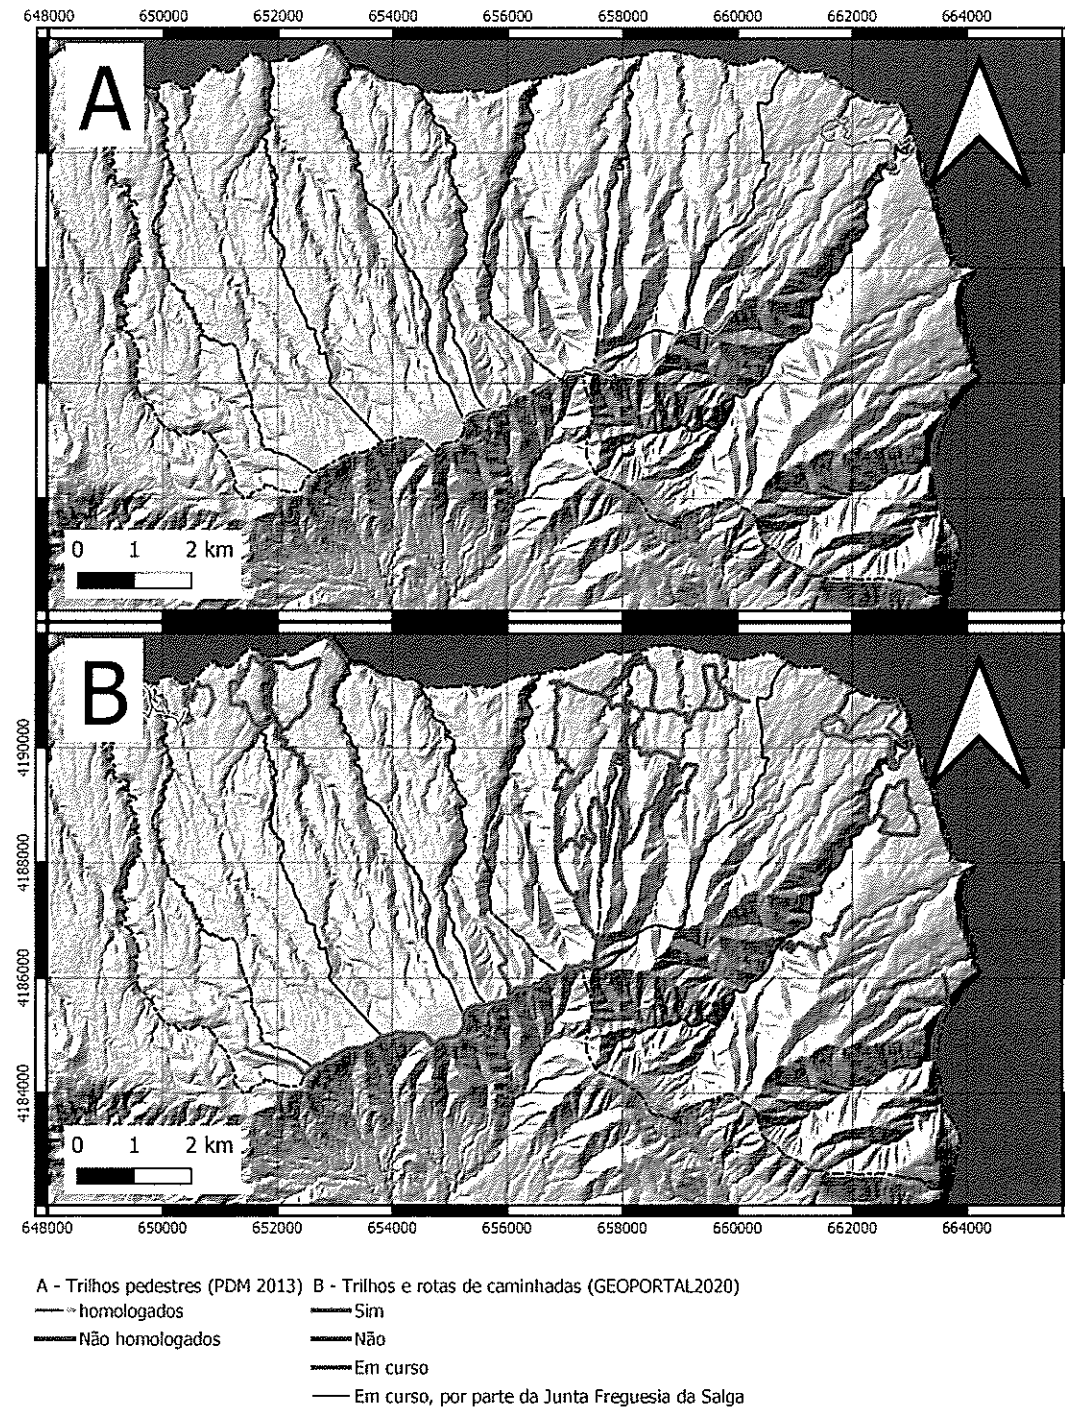 648000 650000 652000 654000 656000 658000 660000 662000 664000
A
0 1 2 km
B
4190000
4188000
4186000
4184000
0 1 2 km
648000 650000 652000 654000 656000 658000 660000 662000 664000
A - Trilhos pedestres (PDM 2013) B - Trilhos e rotas de caminhadas (GEOPORTAL2020)
homologados
Não homologados
Sim
Não
Em curso
Em curso, por parte da Junta Freguesia da Salga